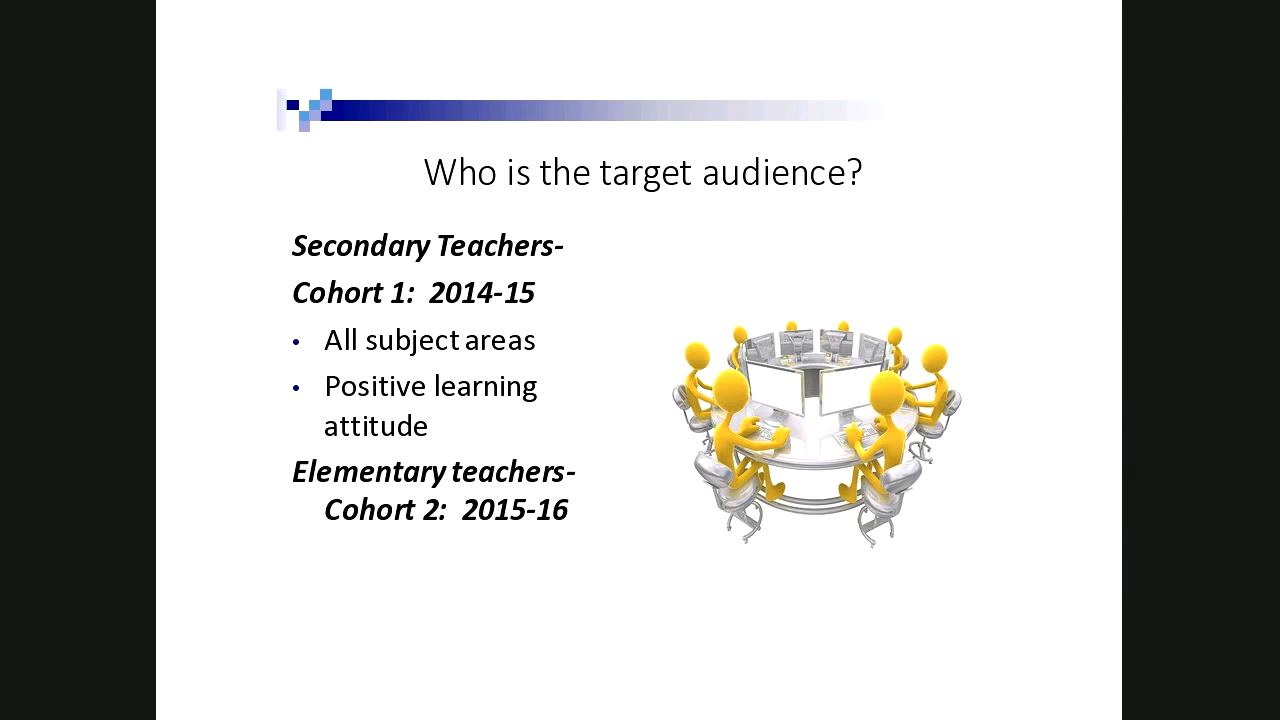 Who is the target audience?
Secondary Teachers-
Cohort 1:  2014-15
• All subject areas
• Positive learning
attitude
Elementary teachers-
Cohort 2:  2015-16